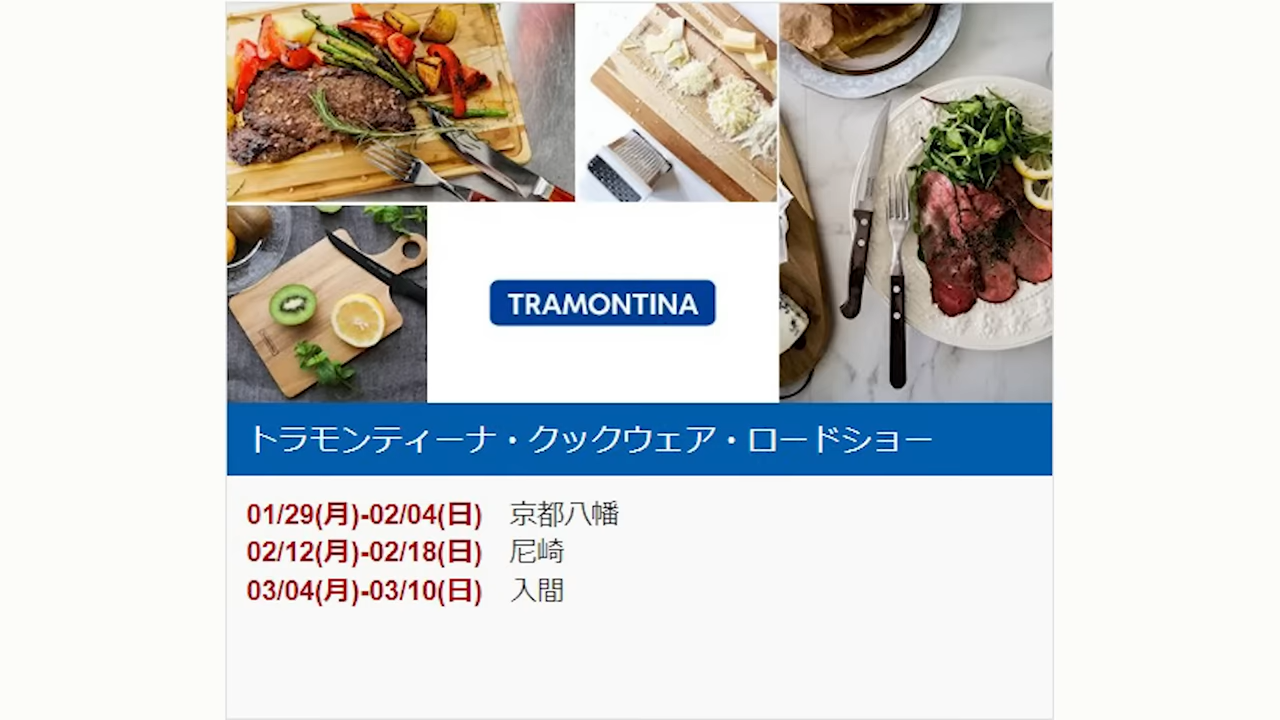 TRAMONTINA
トラモンティーナ・クックウェア・ロードショー
01/29(月)-02/04(日) 京都八幡
02/12(月)-02/18(日) 尼崎
03/04(月)-03/10(日) 入間